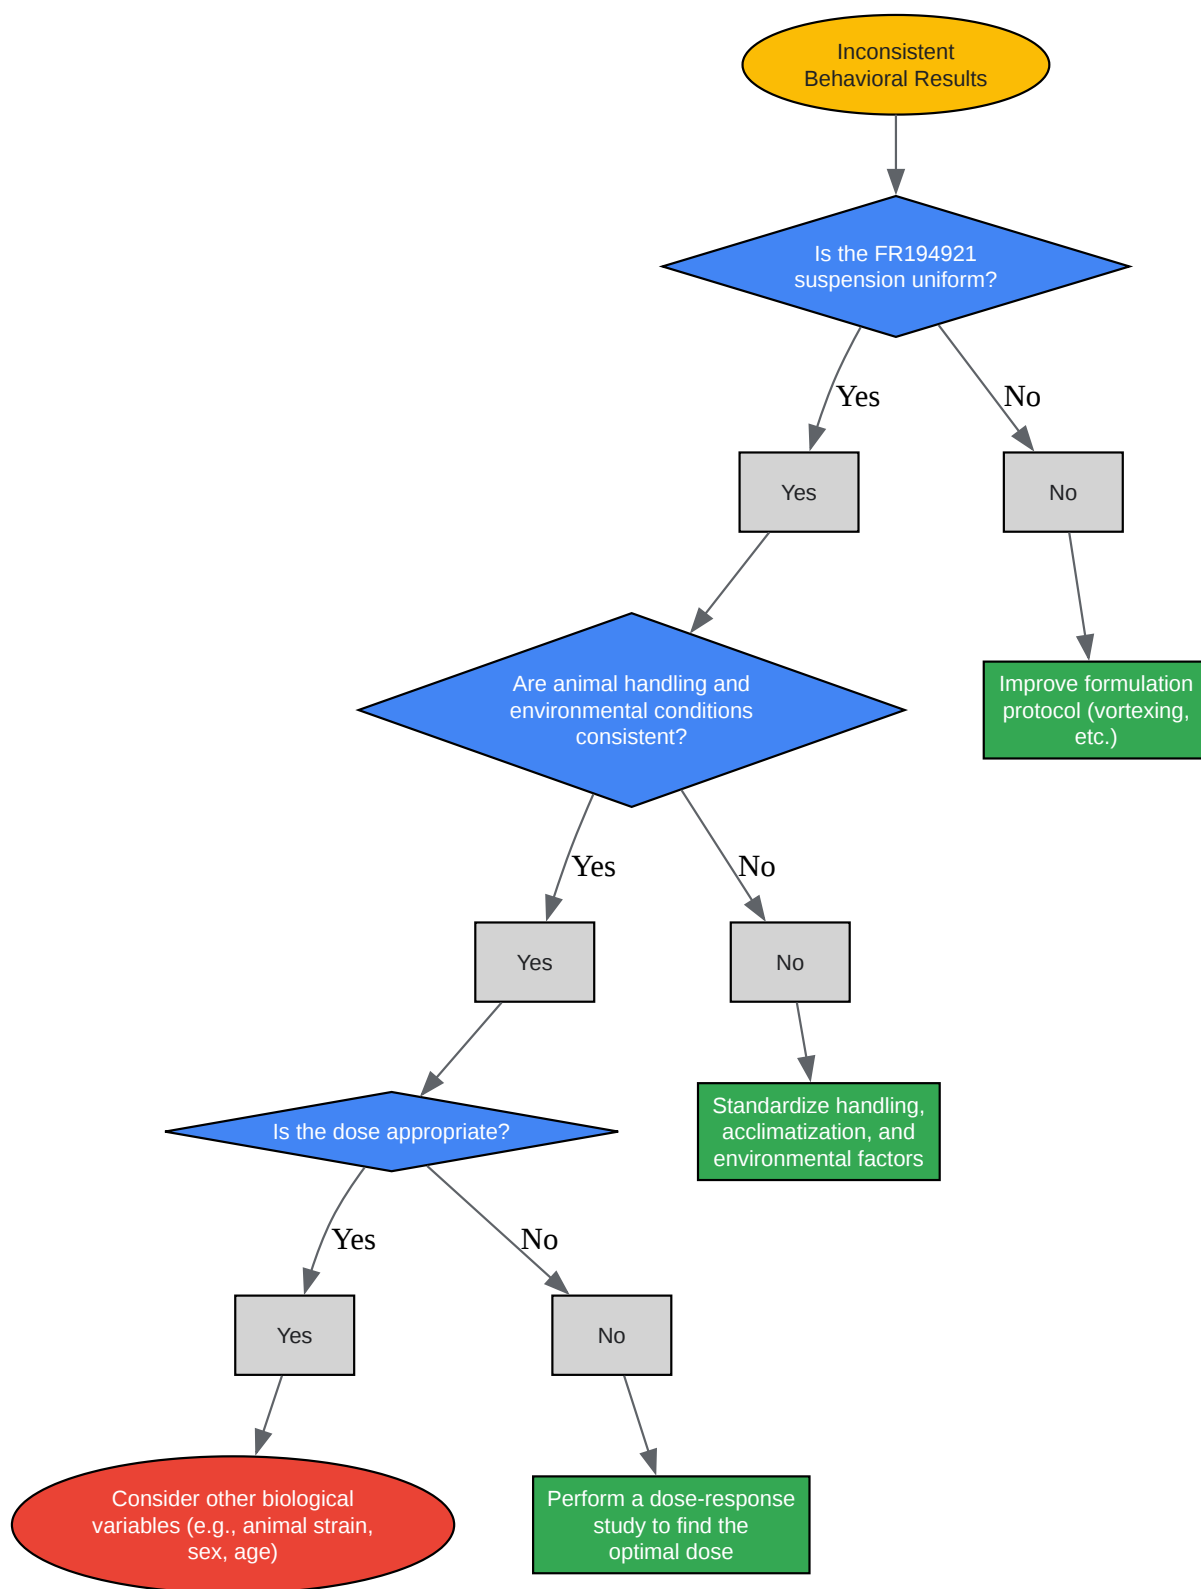 Inconsistent
Behavioral Results
Is the FR194921
suspension uniform?
Yes
No
Yes
No
Are animal handling and
environmental conditions
consistent?
Improve formulation
protocol (vortexing,
etc.)
Yes
No
Yes
No
Is the dose appropriate?
Standardize handling,
acclimatization, and
environmental factors
Yes
No
Yes
No
Consider other biological
variables (e.g., animal strain,
sex, age)
Perform a dose-response
study to find the
optimal dose